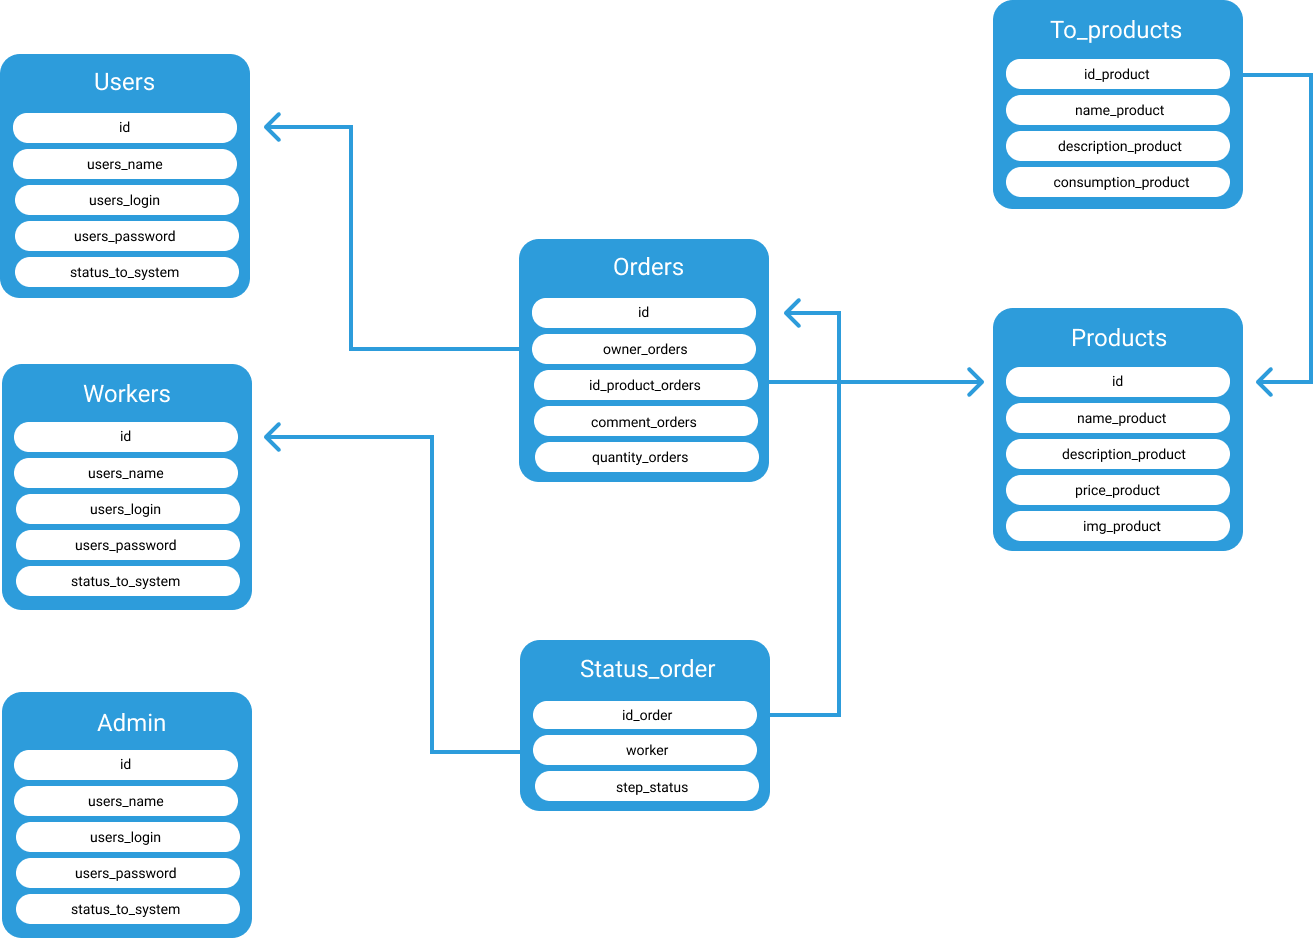 Users
id
users_name
users_login
users_password
status_to_system
Workers
id
users_name
users_login
users_password
status_to_system
Admin
id
users_name
users_login
users_password
status_to_system
Orders
id
owner_orders
id_product_orders
comment_orders
quantity_orders
Status_order
id_order
worker
step_status
To_products
id_product
name_product
description_product
consumption_product
Products
id
name_product
description_product
price_product
img_product